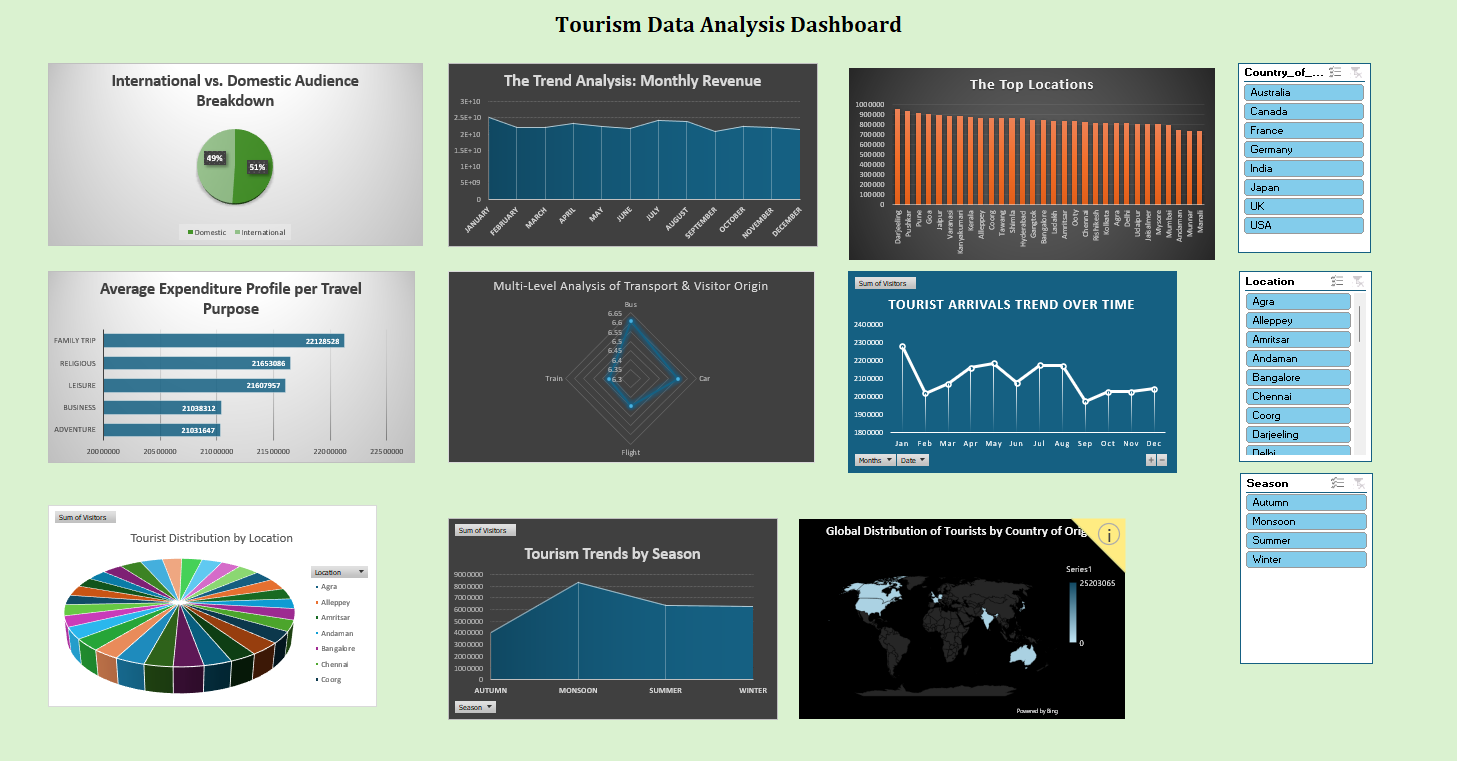 Tourism Data Analysis Dashboard
International vs. Domestic Audience
Breakdown
49%
51%
Domestic
International
The Trend Analysis: Monthly Revenue
3E+10
2.5E+10
2E+10
1.5E+10
1E+10
5E+09
0
JANUARY
FEBRUARY
MARCH
APRIL
MAY
JUNE
JULY
AUGUST
SEPTEMBER
OCTOBER
NOVEMBER
DECEMBER
The Top Locations
1000000
900000
800000
700000
600000
500000
400000
300000
200000
100000
0
Darjeeling
Pushkar
Pune
Goa
Jaipur
Varanasi
Kanyakumari
Kerala
Alleppey
Coorg
Tawang
Shimla
Hyderabad
Gangtok
Bangalore
Ladakh
Amritsar
Ooty
Chennai
Rishikesh
Kolkata
Agra
Delhi
Udaipur
Jaisalmer
Mysore
Mumbai
Andaman
Munnar
Manali
Country_of_...
Australia
Canada
France
Germany
India
Japan
UK
USA
Average Expenditure Profile per Travel
Purpose
FAMILY TRIP
22128528
RELIGIOUS
21653086
LEISURE
21607957
BUSINESS
21038312
ADVENTURE
21031647
20000000
20500000
21000000
21500000
22000000
22500000
Multi-Level Analysis of Transport & Visitor Origin
Bus
6.65
6.6
6.55
6.5
6.45
6.4
6.35
6.3
Train
Car
Flight
Sum of Visitors
TOURIST ARRIVALS TREND OVER TIME
2400000
2300000
2200000
2100000
2000000
1900000
1800000
Jan Feb Mar Apr May Jun Jul Aug Sep Oct Nov Dec
Months
Date
+ −
Location
Agra
Alleppey
Amritsar
Andaman
Bangalore
Chennai
Coorg
Darjeeling
Delhi
Season
Autumn
Monsoon
Summer
Winter
Sum of Visitors
Tourist Distribution by Location
Location
Agra
Alleppey
Amritsar
Andaman
Bangalore
Chennai
Coorg
Sum of Visitors
Tourism Trends by Season
9000000
8000000
7000000
6000000
5000000
4000000
3000000
2000000
1000000
0
AUTUMN
MONSOON
SUMMER
WINTER
Season
Global Distribution of Tourists by Country of Orig
i
Series1
25203065
0
Powered by Bing